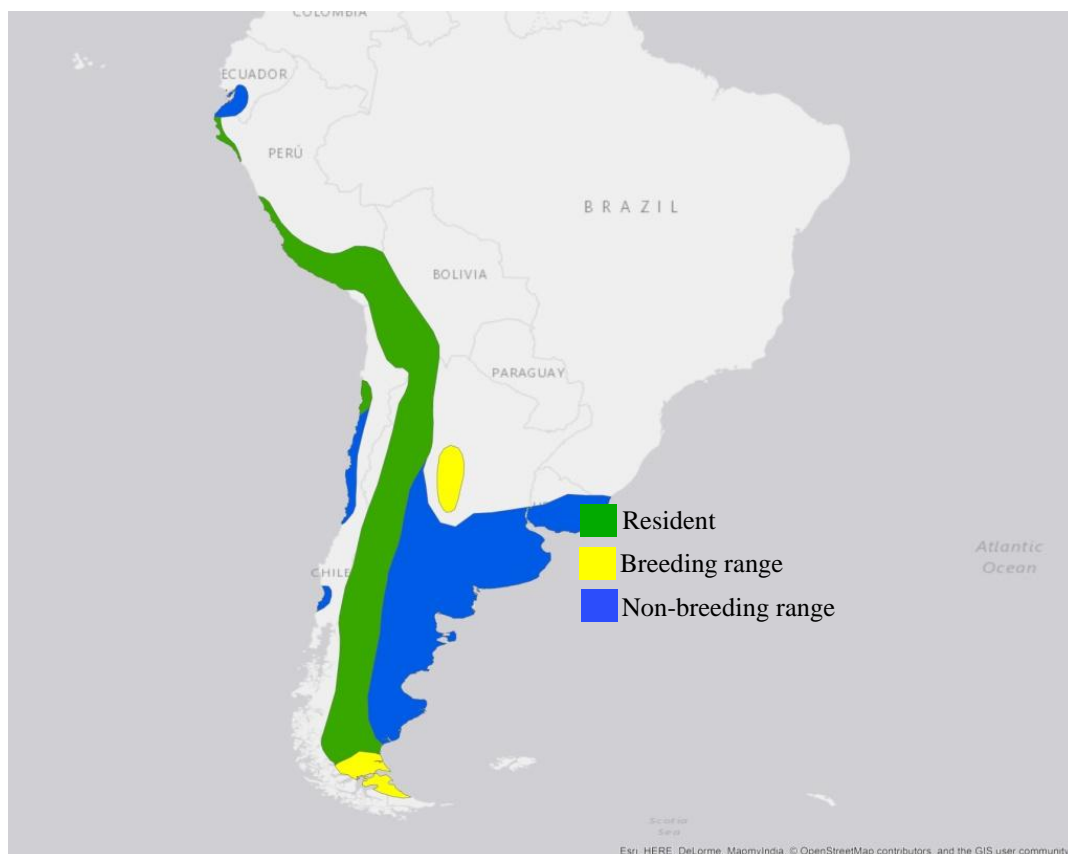 COLOMBIA
ECUADOR
PERÚ
BRAZIL
BOLIVIA
PARAGUAY
CHILE
Resident
Breeding range
Non-breeding range
Atlantic
Ocean
Scotia
Sea
Esri, HERE, DeLorme, MapmyIndia, © OpenStreetMap contributors, and the GIS user community